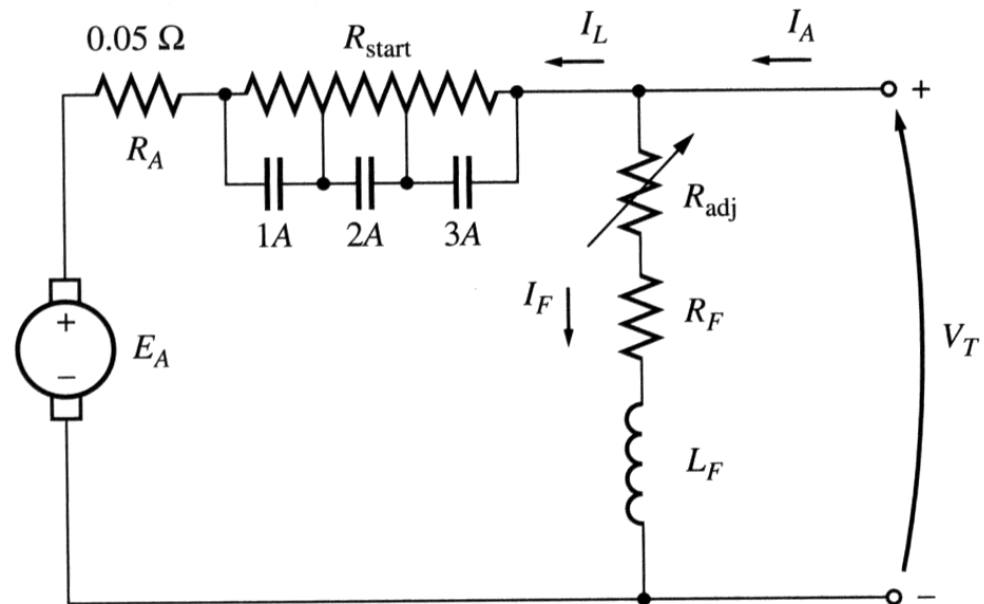 0.05 Ω
R_start
I_L
I_A
+
R_A
R_adj
1A
2A
3A
I_F
R_F
+
E_A
−
V_T
L_F
−